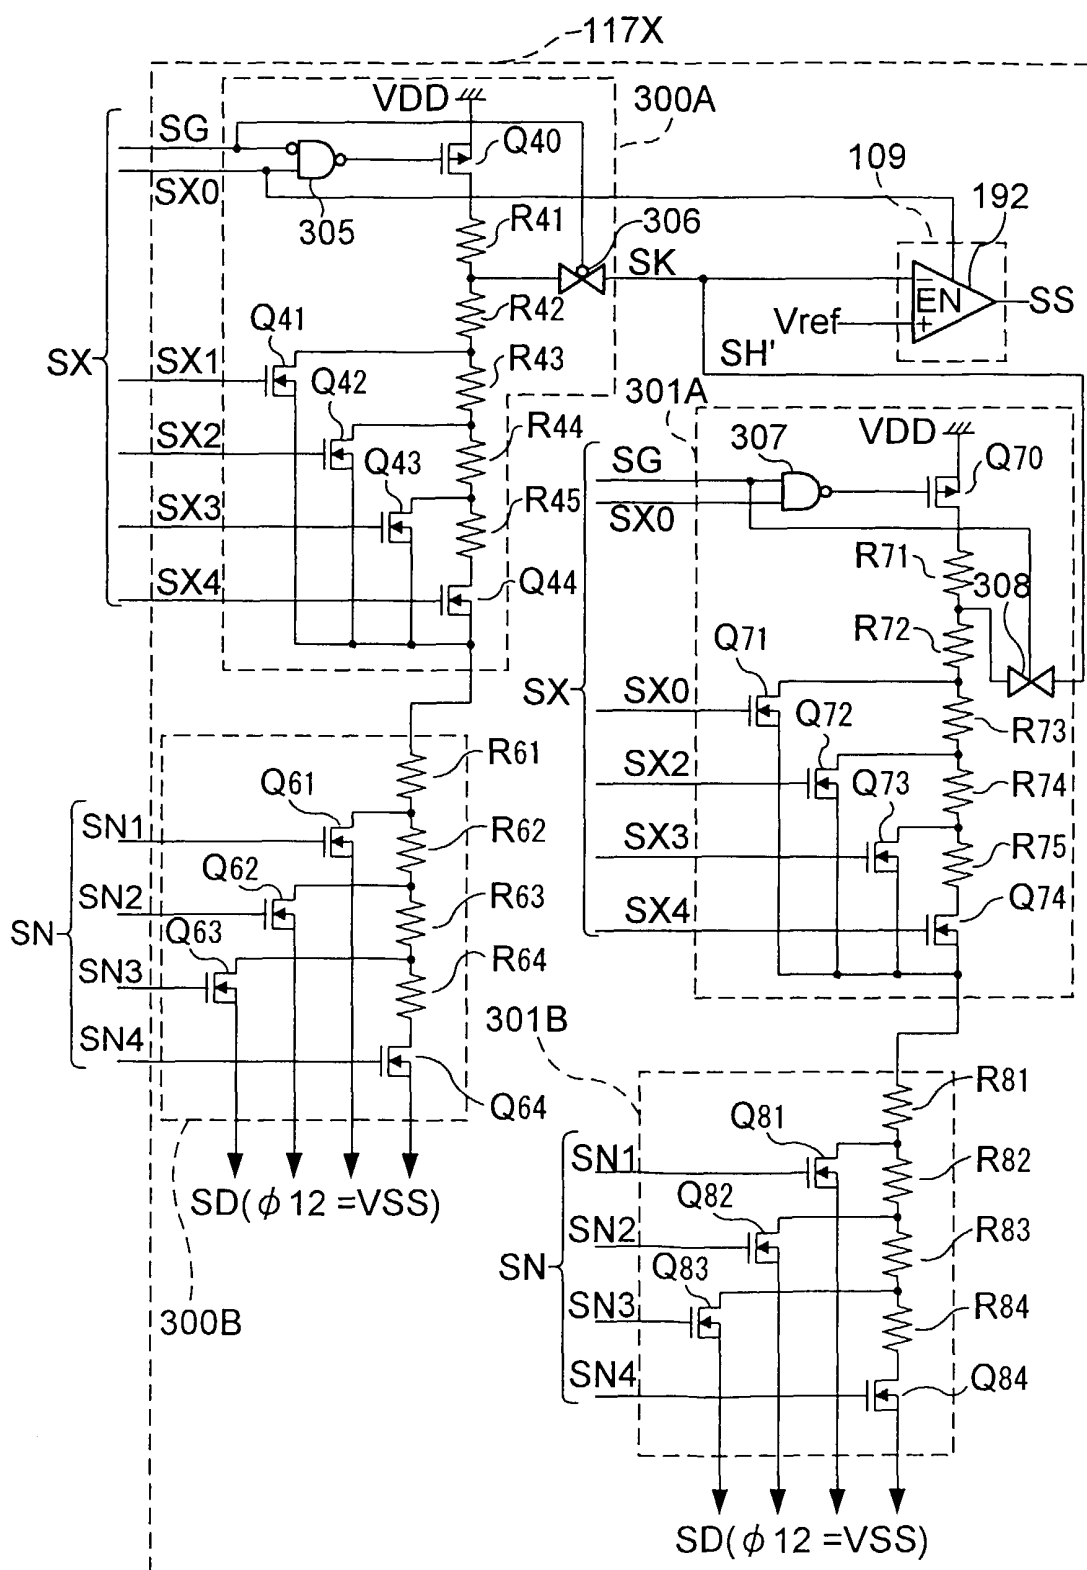 117X
VDD
300A
SG
Q40
SX0
305
R41
306
109
192
SK
EN
SS
Vref
R42
Q41
SX
SX1
R43
SH'
Q42
301A
SX2
R44
307
VDD
Q43
SG
Q70
SX3
R45
SX0
SX4
Q44
R71
308
R72
Q71
SX
SX0
Q72
R73
R61
SX2
Q73
R74
Q61
SN1
R62
SX3
R75
Q62
SN2
R63
SX4
Q74
SN
Q63
SN3
R64
301B
SN4
Q64
R81
Q81
SN1
R82
SD(ϕ12=VSS)
Q82
SN2
R83
SN
Q83
SN3
R84
300B
SN4
Q84
SD(ϕ12=VSS)